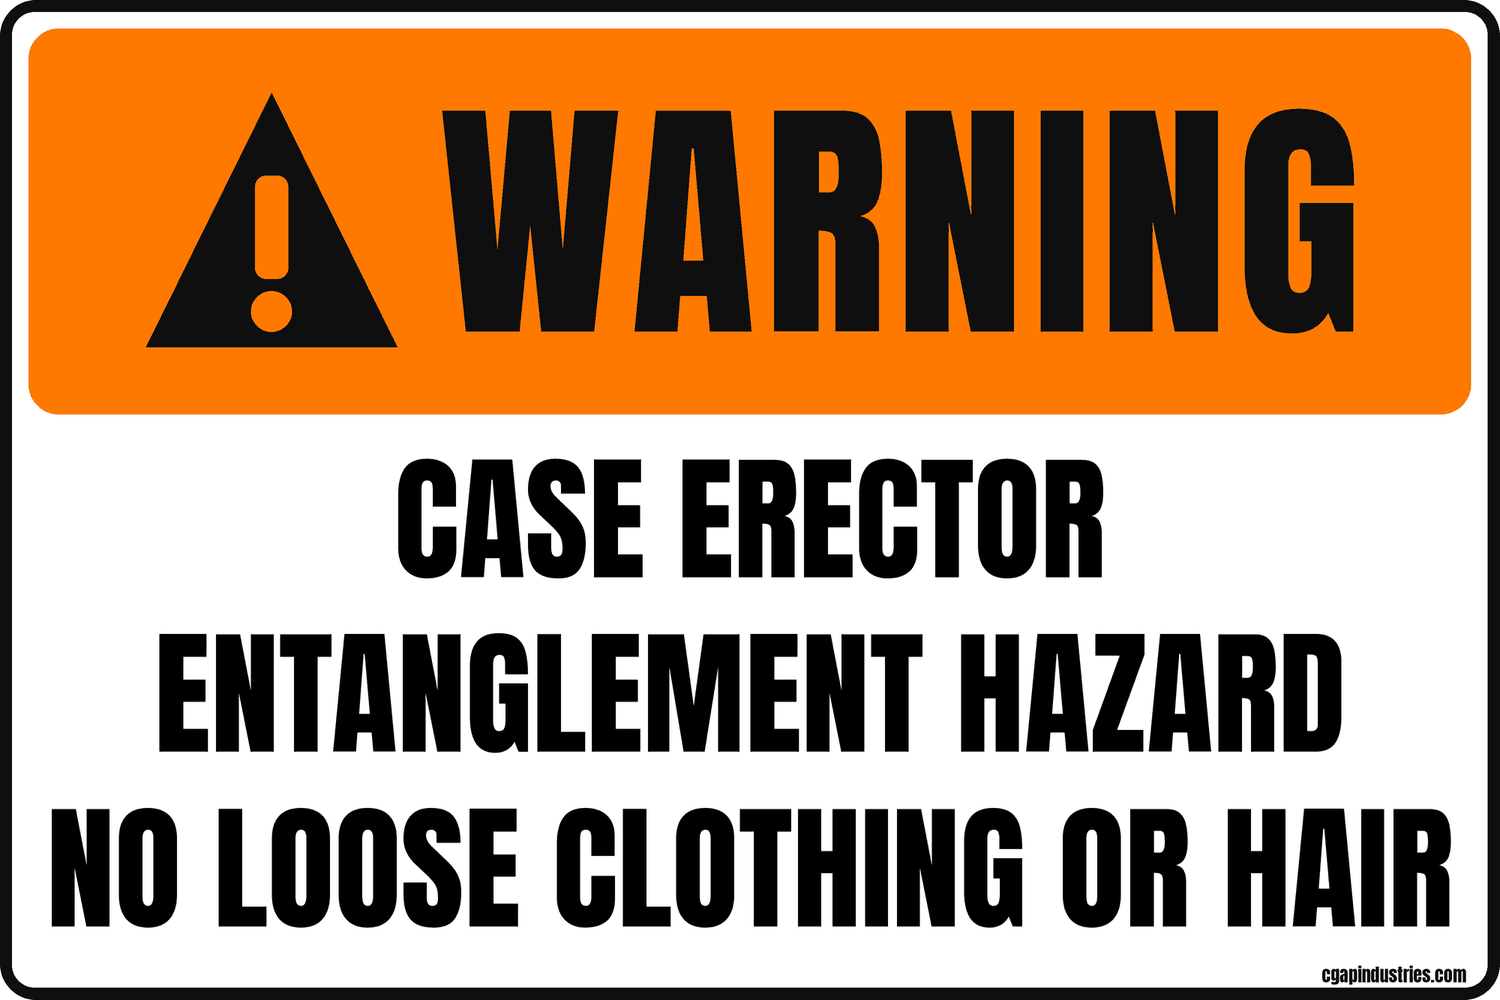 WARNING
CASE ERECTOR
ENTANGLEMENT HAZARD
NO LOOSE CLOTHING OR HAIR
cgapindustries.com